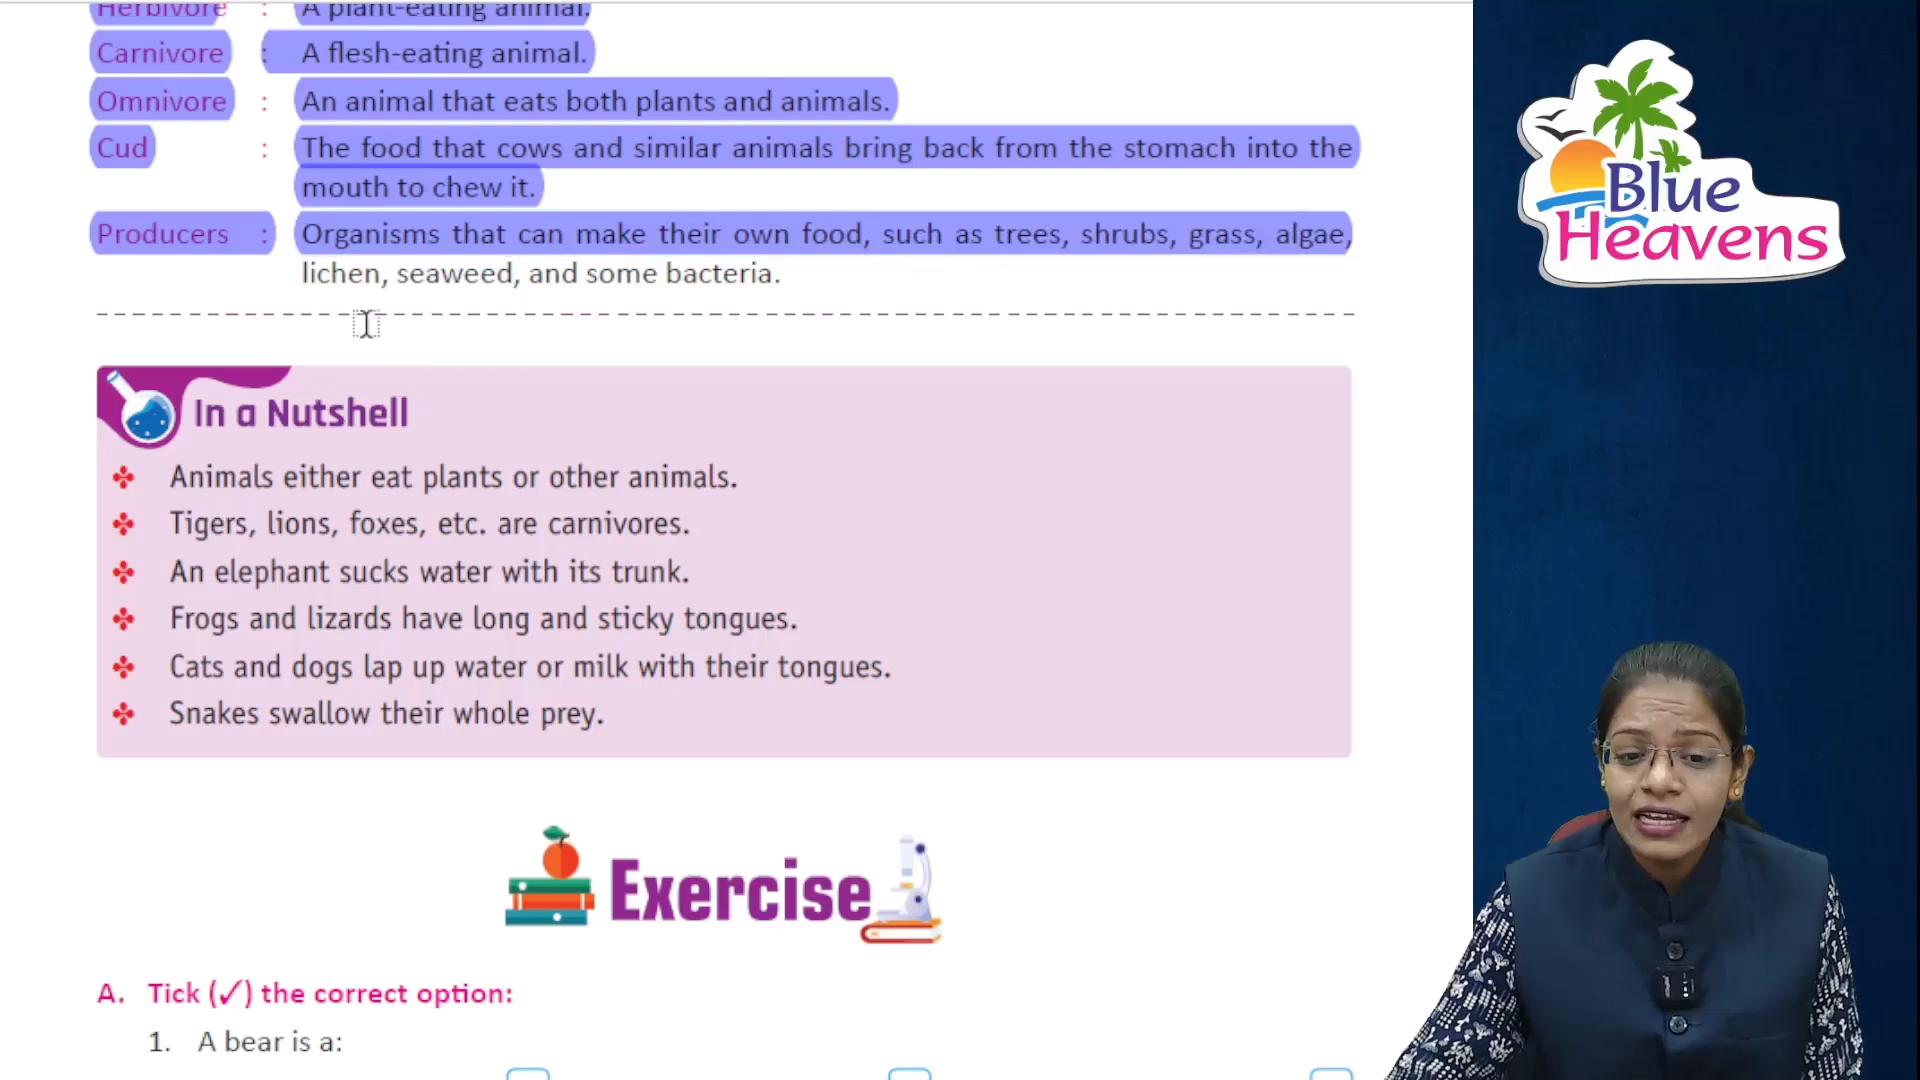 Herbivore : A plant-eating animal.
Carnivore : A flesh-eating animal.
Omnivore : An animal that eats both plants and animals.
Cud : The food that cows and similar animals bring back from the stomach into the
mouth to chew it.
Producers : Organisms that can make their own food, such as trees, shrubs, grass, algae,
lichen, seaweed, and some bacteria.
In a Nutshell
Animals either eat plants or other animals.
Tigers, lions, foxes, etc. are carnivores.
An elephant sucks water with its trunk.
Frogs and lizards have long and sticky tongues.
Cats and dogs lap up water or milk with their tongues.
Snakes swallow their whole prey.
Exercise
A. Tick (✓) the correct option:
1. A bear is a:
Blue
Heavens